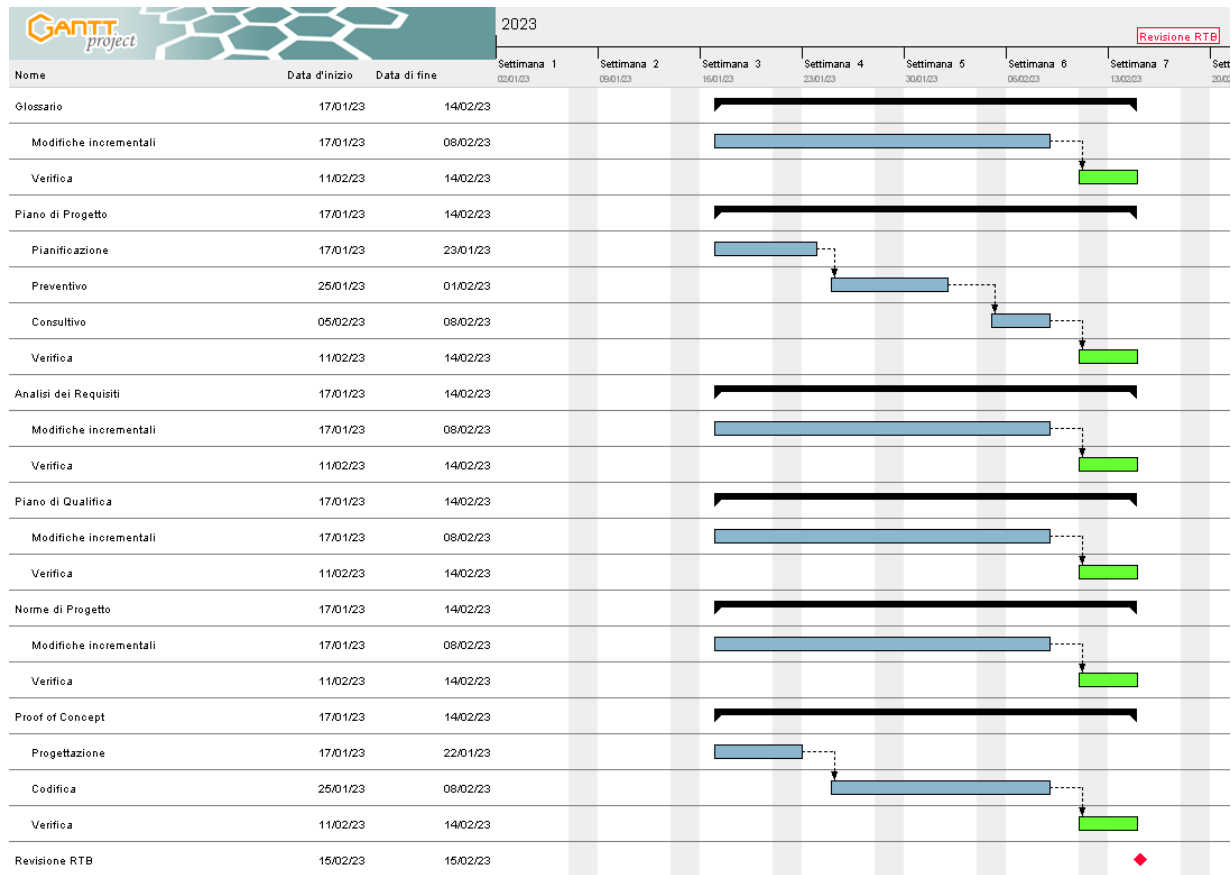 GANTT project
2023
Revisione RTB
Settimana 1 Settimana 2 Settimana 3 Settimana 4 Settimana 5 Settimana 6 Settimana 7 Sett
02/01/23 09/01/23 16/01/23 23/01/23 30/01/23 06/02/23 13/02/23 20/02
Nome Data d'inizio Data di fine
Glossario 17/01/23 14/02/23
Modifiche incrementali 17/01/23 08/02/23
Verifica 11/02/23 14/02/23
Piano di Progetto 17/01/23 14/02/23
Pianificazione 17/01/23 23/01/23
Preventivo 25/01/23 01/02/23
Consultivo 05/02/23 08/02/23
Verifica 11/02/23 14/02/23
Analisi dei Requisiti 17/01/23 14/02/23
Modifiche incrementali 17/01/23 08/02/23
Verifica 11/02/23 14/02/23
Piano di Qualifica 17/01/23 14/02/23
Modifiche incrementali 17/01/23 08/02/23
Verifica 11/02/23 14/02/23
Norme di Progetto 17/01/23 14/02/23
Modifiche incrementali 17/01/23 08/02/23
Verifica 11/02/23 14/02/23
Proof of Concept 17/01/23 14/02/23
Progettazione 17/01/23 22/01/23
Codifica 25/01/23 08/02/23
Verifica 11/02/23 14/02/23
Revisione RTB 15/02/23 15/02/23